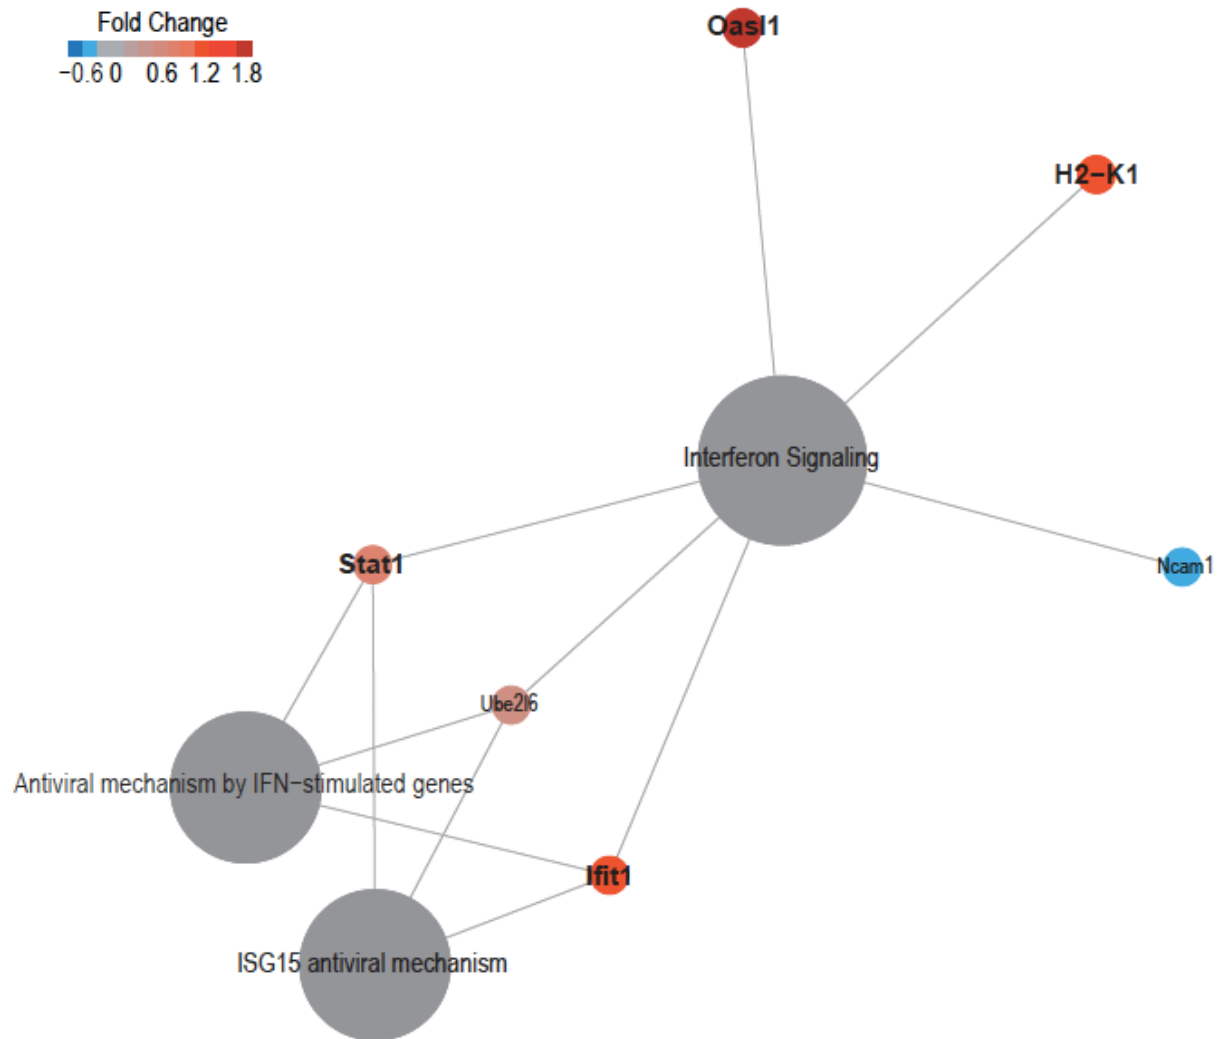 Fold Change
−0.6 0 0.6 1.2 1.8
Oasl1
H2−K1
Interferon Signaling
Stat1
Ncam1
Ube2l6
Antiviral mechanism by IFN−stimulated genes
Ifit1
ISG15 antiviral mechanism